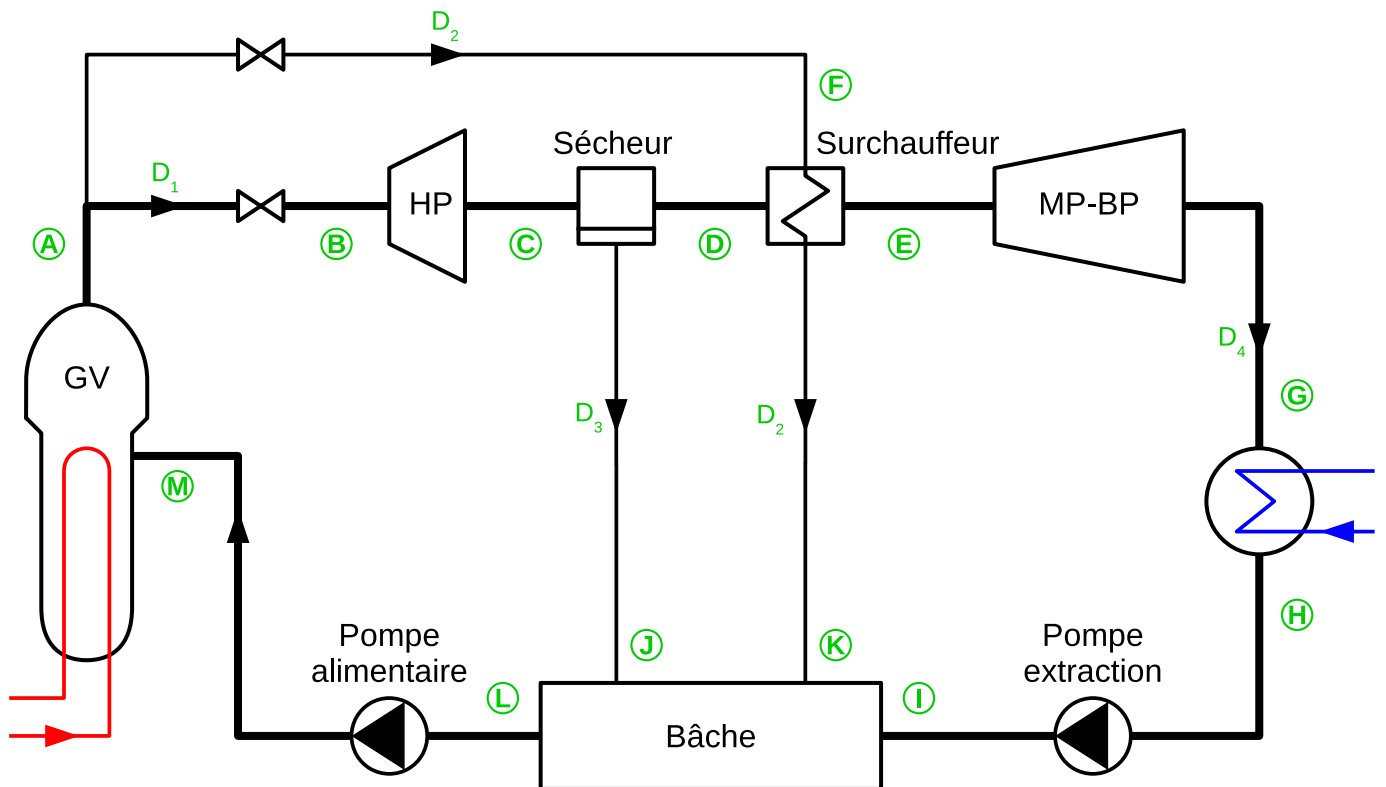 D2
F
Sécheur
Surchauffeur
D1
HP
MP-BP
A
B
C
D
E
D4
GV
G
D3
D2
M
H
Pompe
alimentaire
J
K
Pompe
extraction
L
I
Bâche